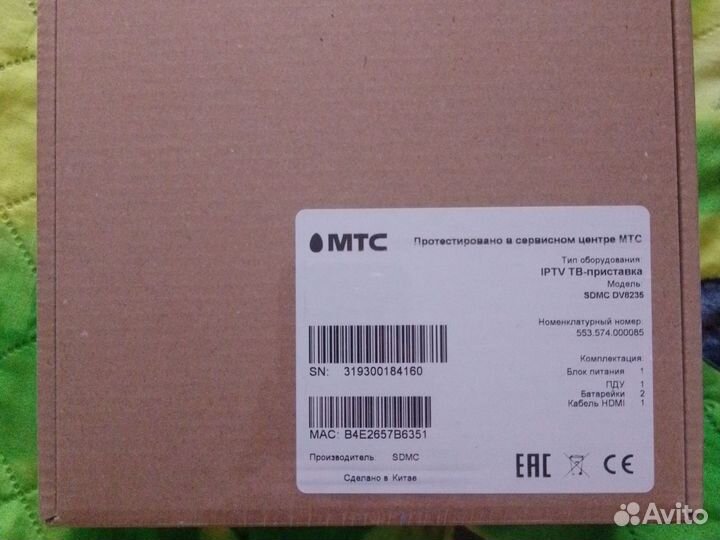 МТС
Протестировано в сервисном центре МТС
Тип оборудования:
IPTV ТВ-приставка
Модель:
SDMC DV8235
Номенклатурный номер:
553.574.000085
Комплектация:
Блок питания 1
ПДУ 1
Батарейки 2
Кабель HDMI 1
SN: 319300184160
MAC: B4E2657B6351
Производитель: SDMC
Сделано в Китае
EAC CE
Avito